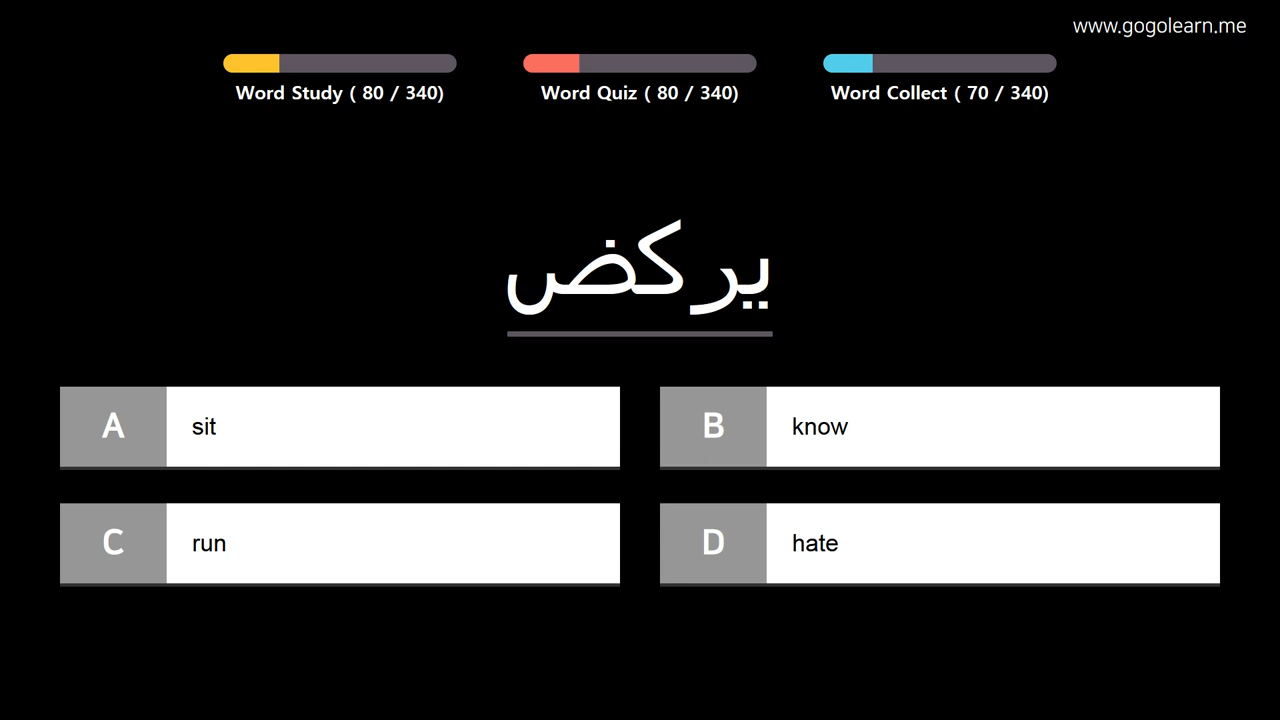 www.gogolearn.me
Word Study ( 80 / 340)
Word Quiz ( 80 / 340)
Word Collect ( 70 / 340)
يركض
A sit
B know
C run
D hate